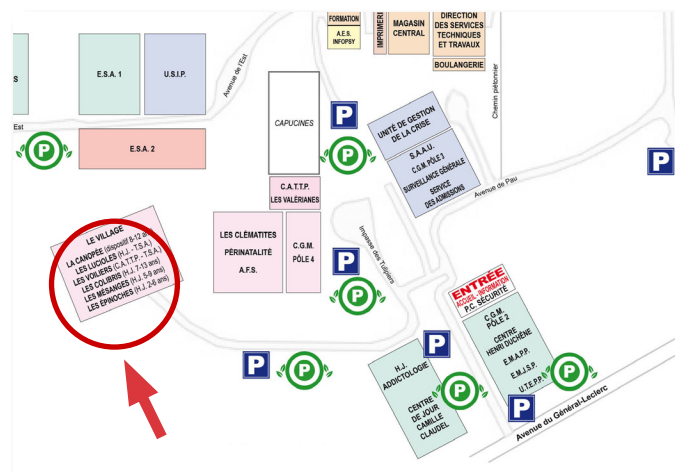 FORMATION
A.E.S.
INFOPSY
IMPRIMERI
MAGASIN
CENTRAL
DIRECTION
DES SERVICES
TECHNIQUES
ET TRAVAUX
BOULANGERIE
S
E.S.A. 1
U.S.I.P.
Avenue de l'Est
Est
E.S.A. 2
CAPUCINES
P
P
P
P
UNITÉ DE GESTION
DE LA CRISE
S.A.A.U.
C.G.M. PÔLE 3
SURVEILLANCE GÉNÉRALE
SERVICE
DES ADMISSIONS
Chemin piétonnier
Avenue de Pau
C.A.T.T.P.
LES VALÉRIANES
LES CLÉMATITES
PÉRINATALITÉ
A.F.S.
C.G.M.
PÔLE 4
Impasse des Tulipiers
P
P
LE VILLAGE
LA CANOPÉE (dispositif 8-12 ans)
LES LUCIOLES (H.J. - T.S.A.)
LES VOILIERS (C.A.T.T.P. - T.S.A.)
LES COLIBRIS (H.J. 7-13 ans)
LES MÉSANGES (H.J. 5-9 ans)
LES ÉPINOCHES (H.J. 2-6 ans)
ENTRÉE
ACCUEIL - INFORMATION
P.C. SÉCURITÉ
C.G.M.
PÔLE 2
CENTRE
HENRI DUCHÊNE
E.M.A.P.P.
E.M.I.S.P.
U.T.E.P.P.
P
P
P
P
H.J.
ADDICTOLOGIE
CENTRE
DE JOUR
CAMILLE
CLAUDEL
P
P
P
Avenue du Général-Leclerc